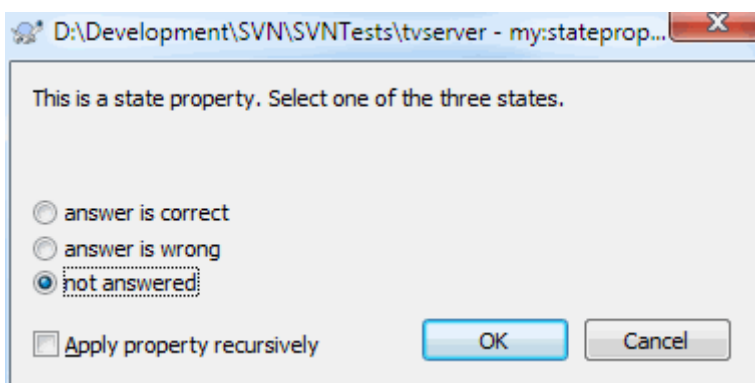 D:\Development\SVN\SVNTests\tvserver - my:stateprop...
This is a state property. Select one of the three states.
answer is correct
answer is wrong
not answered
Apply property recursively
OK
Cancel